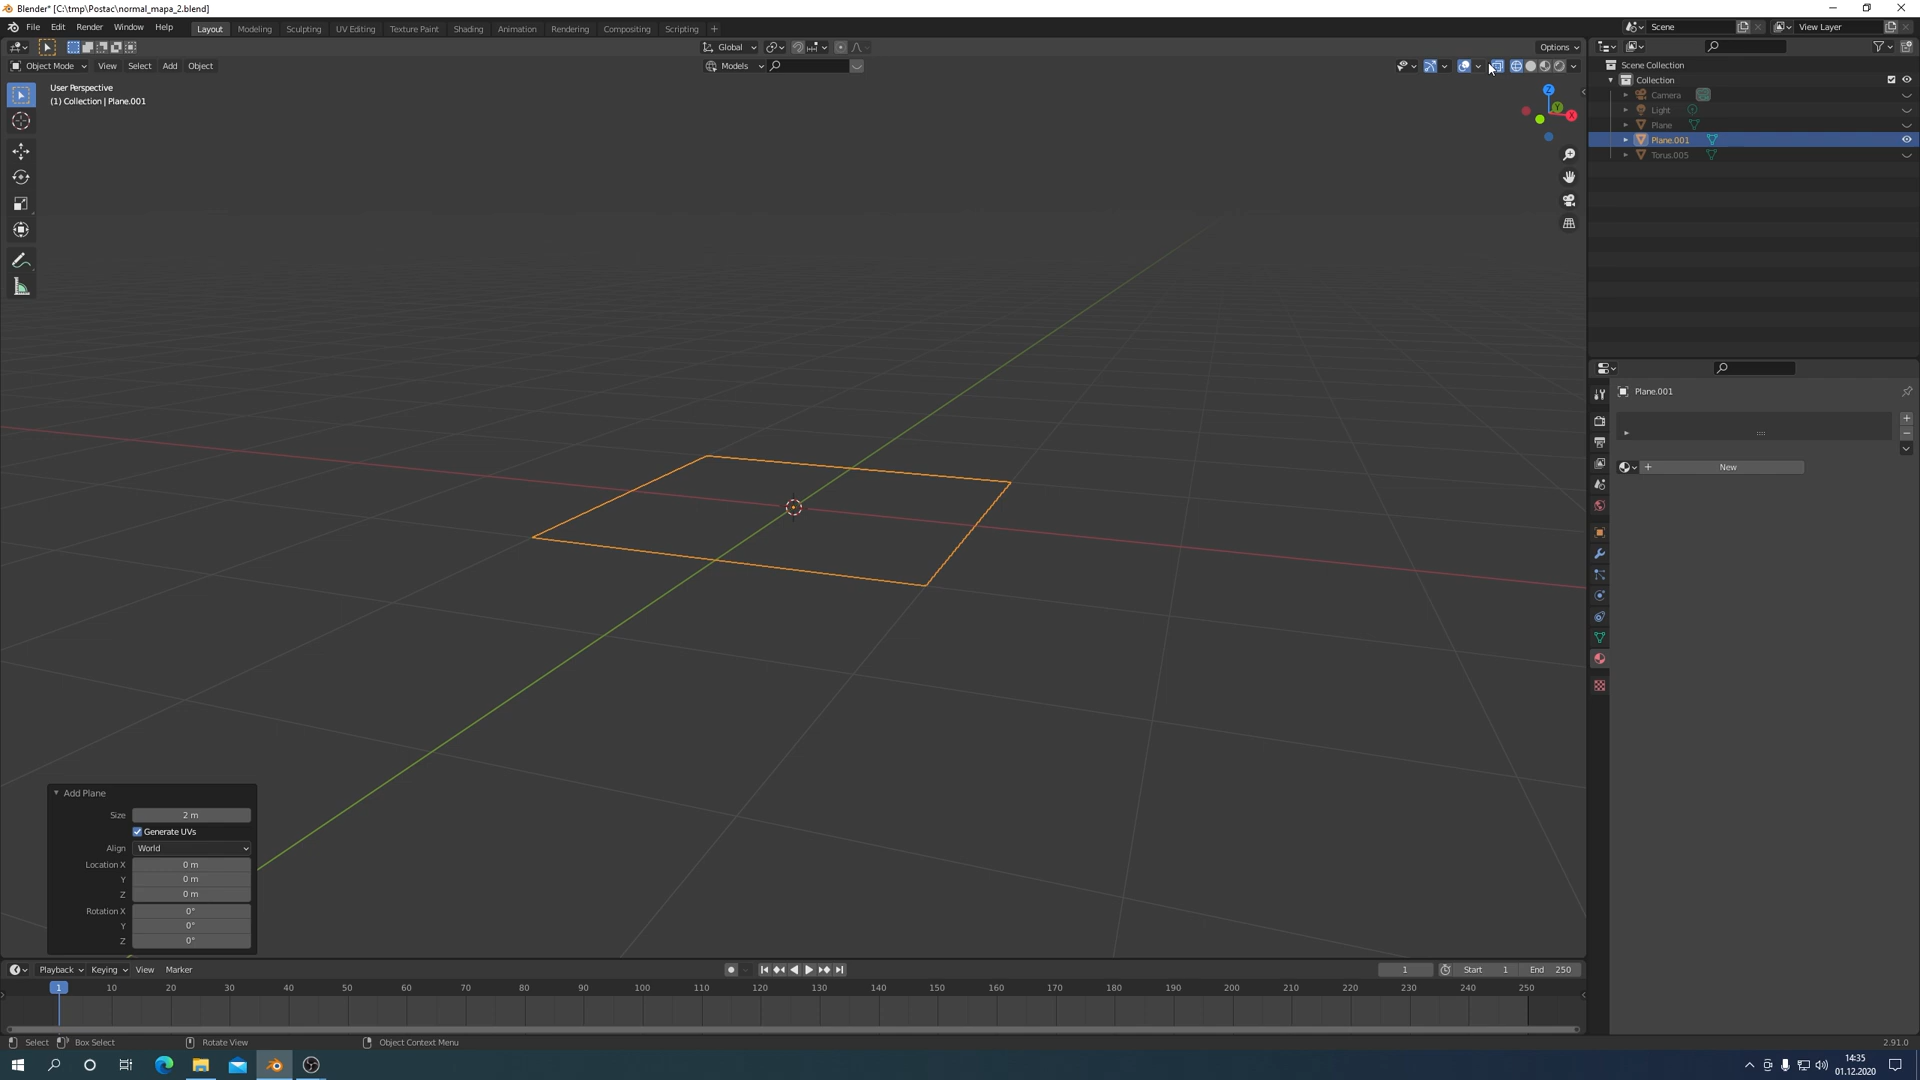 Blender* [C:\tmp\Postac\normal_mapa_2.blend]
File Edit Render Window Help
Layout Modeling Sculpting UV Editing Texture Paint Shading Animation Rendering Compositing Scripting +
Scene
View Layer
Global
Options
Object Mode View Select Add Object
Models
User Perspective
(1) Collection | Plane.001
Z
Y
X
Scene Collection
Collection
Camera
Light
Plane
Plane.001
Torus.005
Plane.001
New
Add Plane
Size 2 m
Generate UVs
Align World
Location X 0 m
Y 0 m
Z 0 m
Rotation X 0°
Y 0°
Z 0°
Playback Keying View Marker
1 Start 1 End 250
1 10 20 30 40 50 60 70 80 90 100 110 120 130 140 150 160 170 180 190 200 210 220 230 240 250
Select Box Select Rotate View Object Context Menu 2.91.0
14:35
01.12.2020